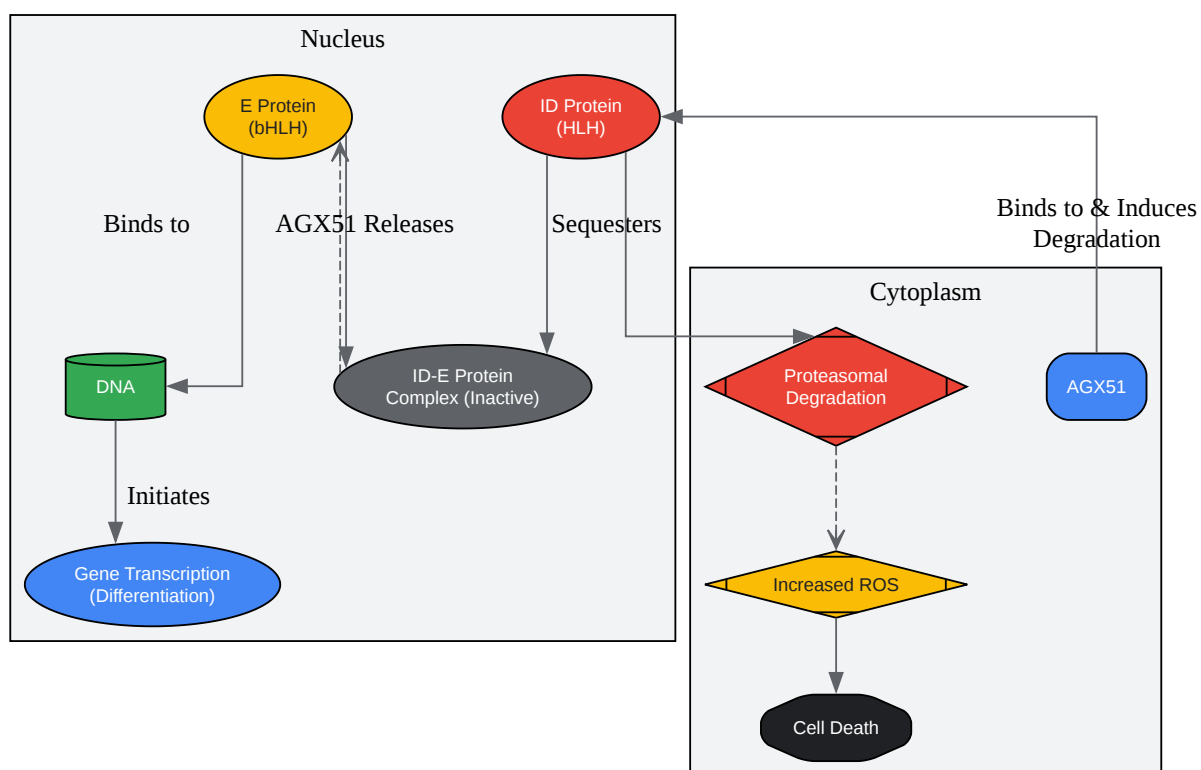 Nucleus
E Protein
(bHLH)
ID Protein
(HLH)
Binds to
AGX51 Releases
Sequesters
Binds to & Induces
Degradation
Cytoplasm
DNA
ID-E Protein
Complex (Inactive)
Proteasomal
Degradation
AGX51
Initiates
Gene Transcription
(Differentiation)
Increased ROS
Cell Death